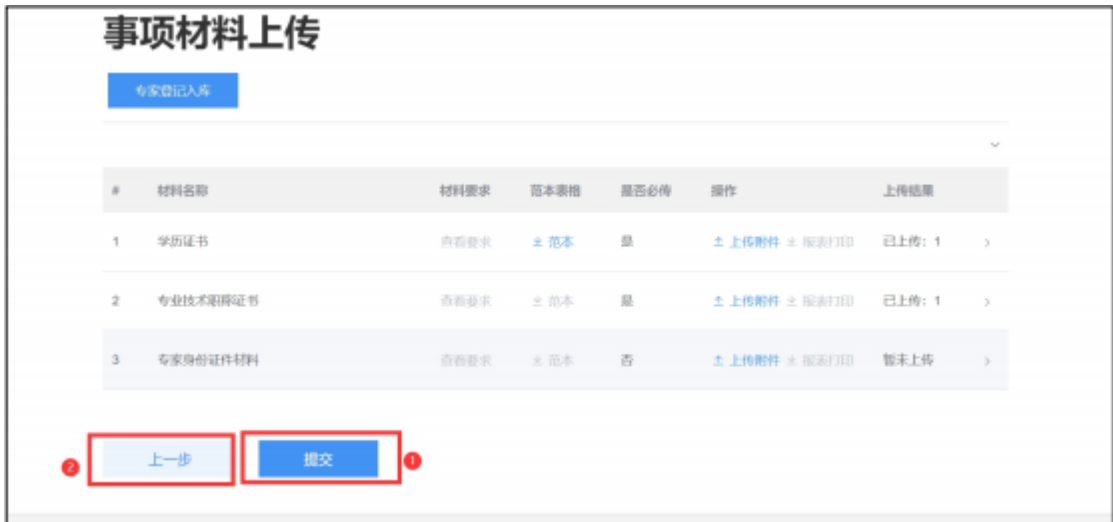 事项材料上传
专家登记入库
# 材料名称 材料要求 范本表格 是否必传 操作 上传结果
1 学历证书 查看要求 范本 是 上传附件 报表打印 已上传：1
2 专业技术职称证书 查看要求 范本 是 上传附件 报表打印 已上传：1
3 专家身份证件材料 查看要求 范本 否 上传附件 报表打印 暂未上传
2 上一步 提交 1